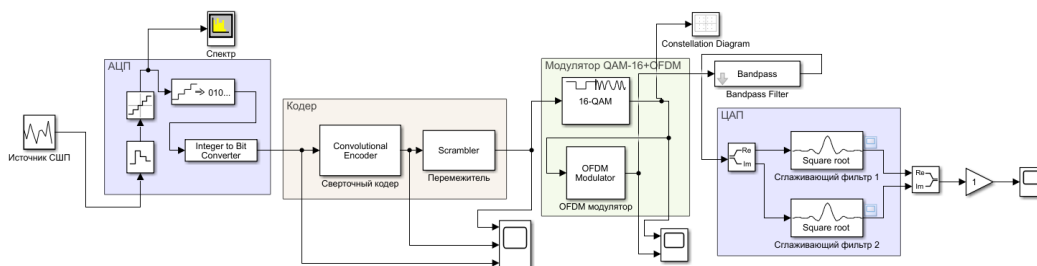 Спектр
АЦП
010...
Integer to Bit
Converter
Источник СШП
Кодер
Convolutional
Encoder
Сверточный кодер
Scrambler
Перемежитель
Модулятор QAM-16+OFDM
16-QAM
OFDM
Modulator
OFDM модулятор
Constellation Diagram
Bandpass
Bandpass Filter
ЦАП
Re
Im
Square root
Сглаживающий фильтр 1
Square root
Сглаживающий фильтр 2
Re
Im
1